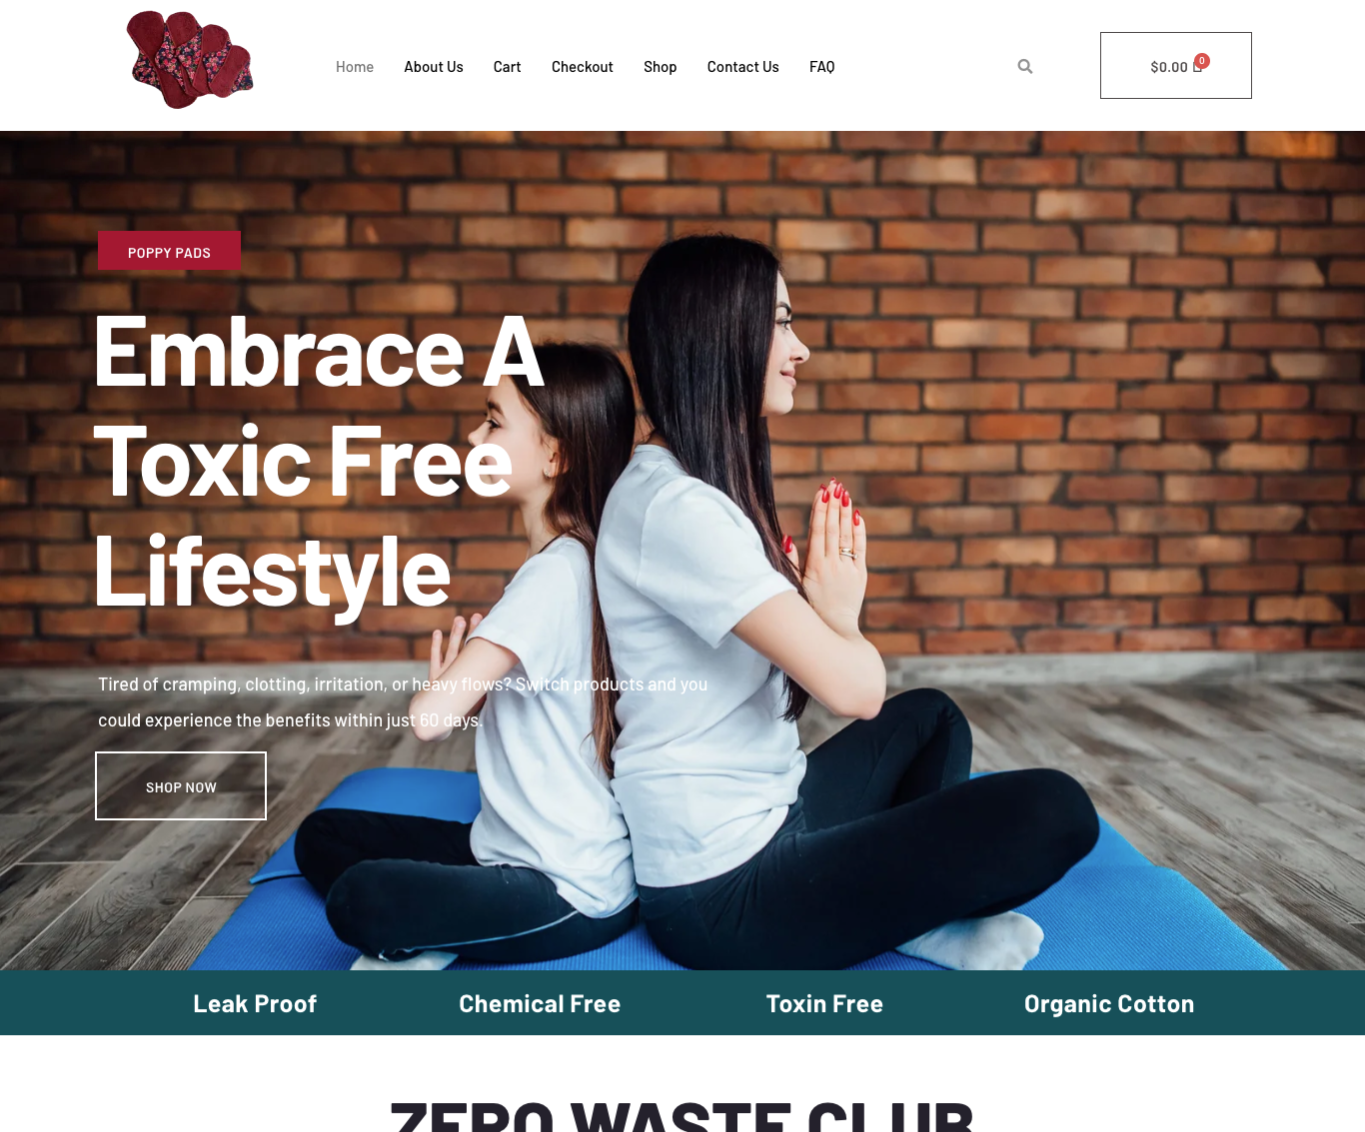 Home About Us Cart Checkout Shop Contact Us FAQ $0.00 0
POPPY PADS
Embrace A
Toxic Free
Lifestyle
Tired of cramping, clotting, irritation, or heavy flows? Switch products and you
could experience the benefits within just 60 days.
SHOP NOW
Leak Proof Chemical Free Toxin Free Organic Cotton
ZERO WASTE CLUB